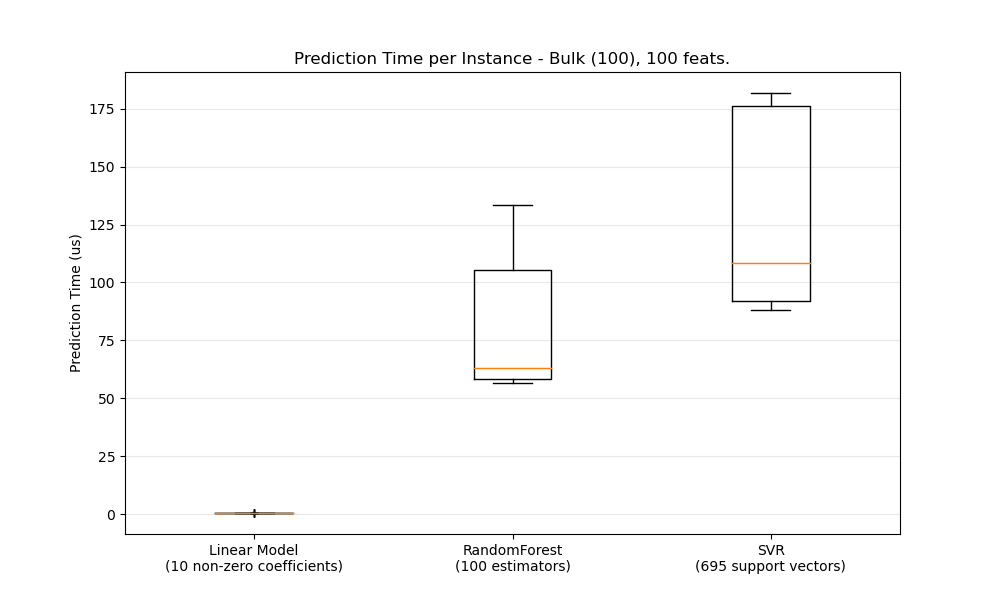 Prediction Time per Instance - Bulk (100), 100 feats.
Prediction Time (us)
175
150
125
100
75
50
25
0
Linear Model
(10 non-zero coefficients)
RandomForest
(100 estimators)
SVR
(695 support vectors)